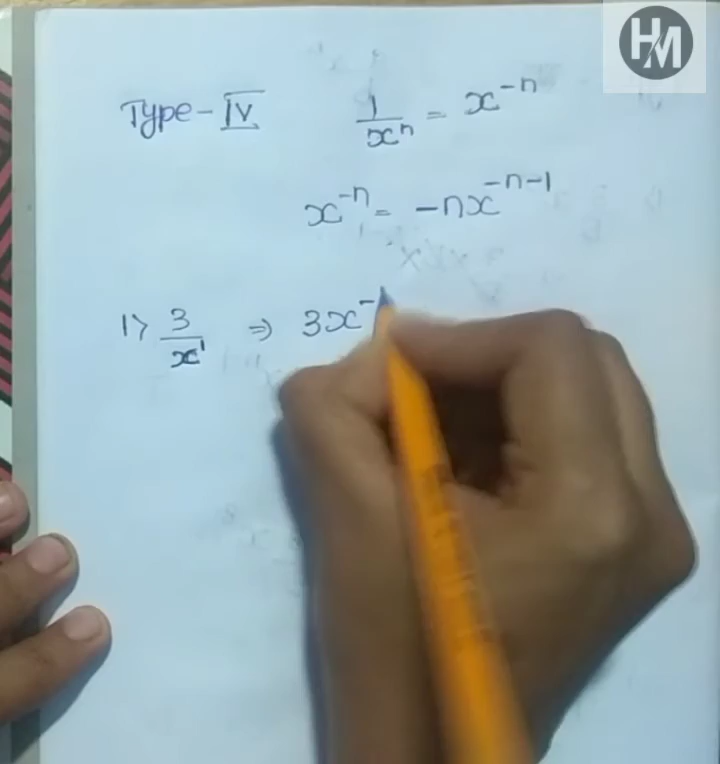 HM
Type-IV 1/xⁿ = x⁻ⁿ
x⁻ⁿ = -nx⁻ⁿ⁻¹
1> 3/x¹ ⇒ 3x⁻